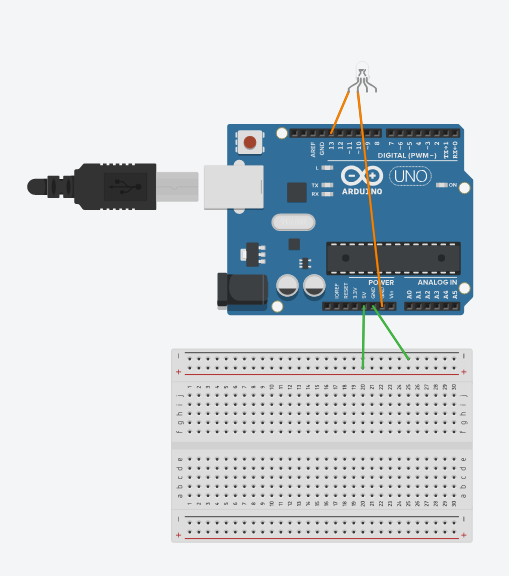 AREF
GND
13
12
~11
~10
~9
8
7
~6
~5
4
~3
2
TX→1
RX←0
DIGITAL (PWM~)
L
TX
RX
ARDUINO
UNO
ON
POWER
ANALOG IN
IOREF
RESET
3.3V
5V
GND
GND
Vin
A0
A1
A2
A3
A4
A5
− −
+ +
1 2 3 4 5 6 7 8 9 10 11 12 13 14 15 16 17 18 19 20 21 22 23 24 25 26 27 28 29 30
j j
i i
h h
g g
f f
e e
d d
c c
b b
a a
1 2 3 4 5 6 7 8 9 10 11 12 13 14 15 16 17 18 19 20 21 22 23 24 25 26 27 28 29 30
− −
+ +